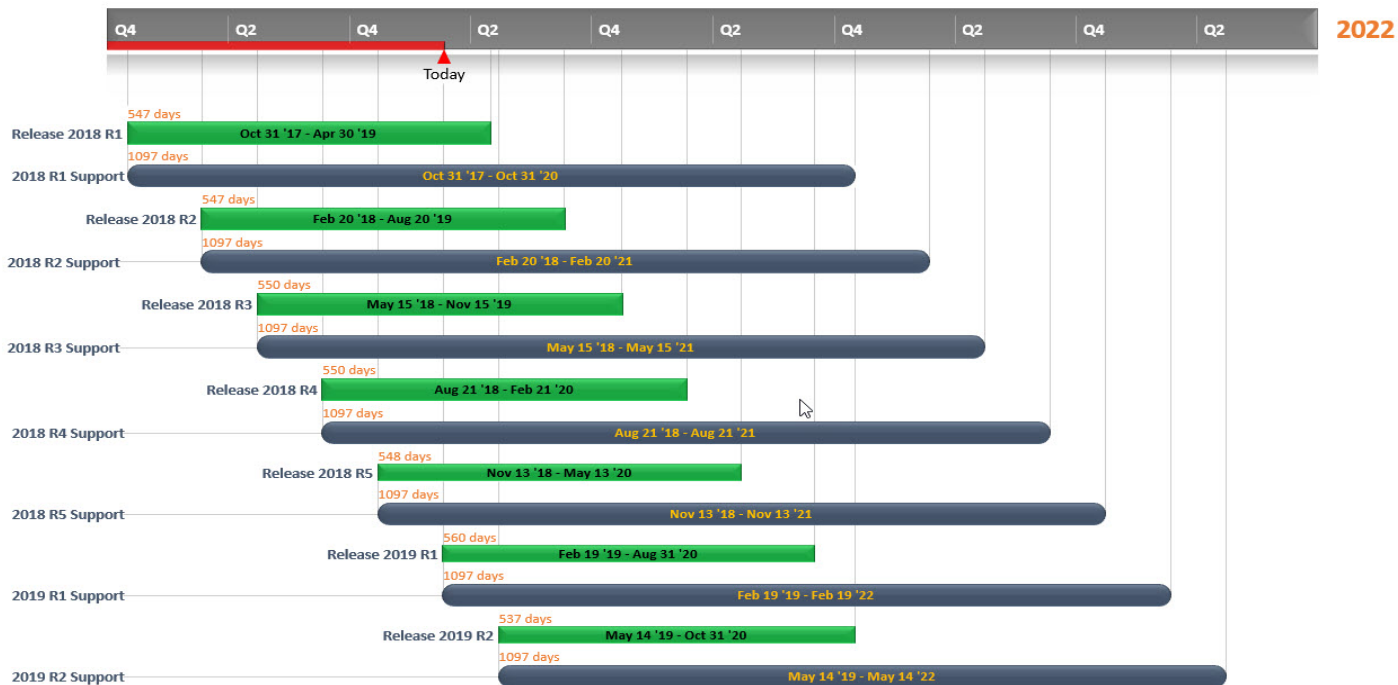 Q4 Q2 Q4 Q2 Q4 Q2 Q4 Q2 Q4 Q2 2022
Today
547 days
Release 2018 R1 Oct 31 '17 - Apr 30 '19
1097 days
2018 R1 Support Oct 31 '17 - Oct 31 '20
547 days
Release 2018 R2 Feb 20 '18 - Aug 20 '19
1097 days
2018 R2 Support Feb 20 '18 - Feb 20 '21
550 days
Release 2018 R3 May 15 '18 - Nov 15 '19
1097 days
2018 R3 Support May 15 '18 - May 15 '21
550 days
Release 2018 R4 Aug 21 '18 - Feb 21 '20
1097 days
2018 R4 Support Aug 21 '18 - Aug 21 '21
548 days
Release 2018 R5 Nov 13 '18 - May 13 '20
1097 days
2018 R5 Support Nov 13 '18 - Nov 13 '21
560 days
Release 2019 R1 Feb 19 '19 - Aug 31 '20
1097 days
2019 R1 Support Feb 19 '19 - Feb 19 '22
537 days
Release 2019 R2 May 14 '19 - Oct 31 '20
1097 days
2019 R2 Support May 14 '19 - May 14 '22